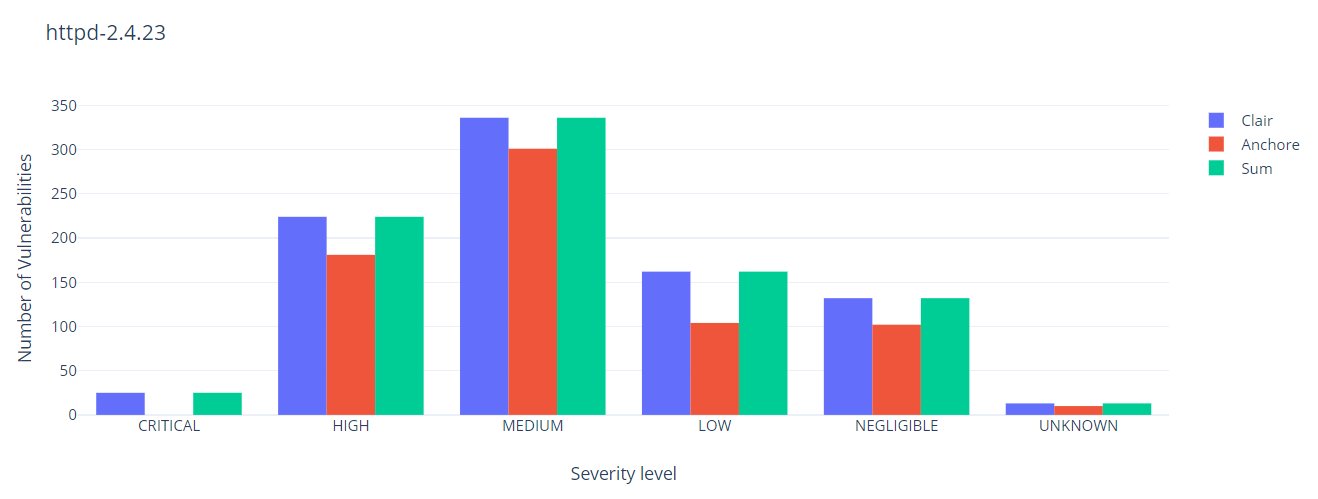 httpd-2.4.23
Number of Vulnerabilities
350
300
250
200
150
100
50
0
CRITICAL
HIGH
MEDIUM
LOW
NEGLIGIBLE
UNKNOWN
Severity level
Clair
Anchore
Sum